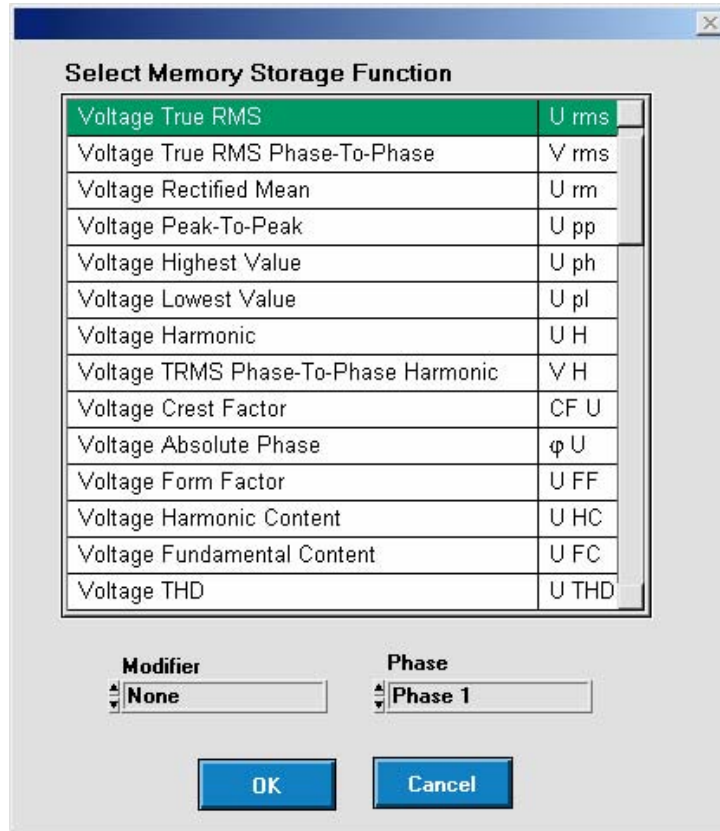 Select Memory Storage Function
Voltage True RMS U rms
Voltage True RMS Phase-To-Phase V rms
Voltage Rectified Mean U rm
Voltage Peak-To-Peak U pp
Voltage Highest Value U ph
Voltage Lowest Value U pl
Voltage Harmonic U H
Voltage TRMS Phase-To-Phase Harmonic V H
Voltage Crest Factor CF U
Voltage Absolute Phase φ U
Voltage Form Factor U FF
Voltage Harmonic Content U HC
Voltage Fundamental Content U FC
Voltage THD U THD
Modifier Phase
None Phase 1
OK Cancel